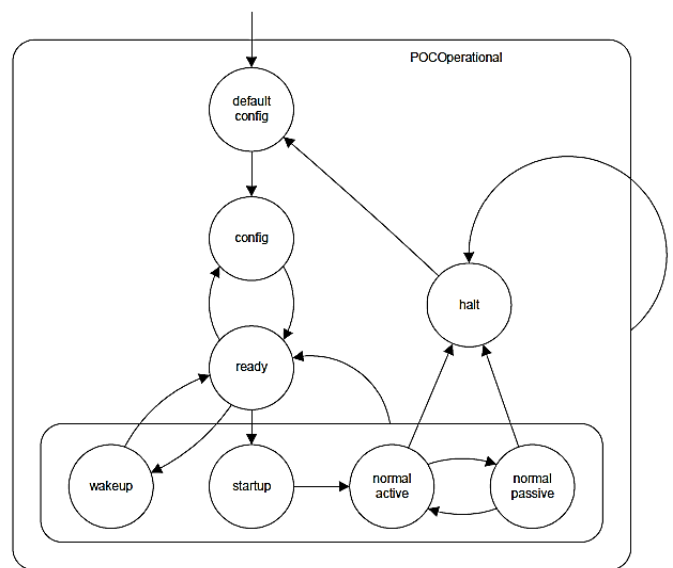 POCOperational
default
config
config
halt
ready
wakeup
startup
normal
active
normal
passive